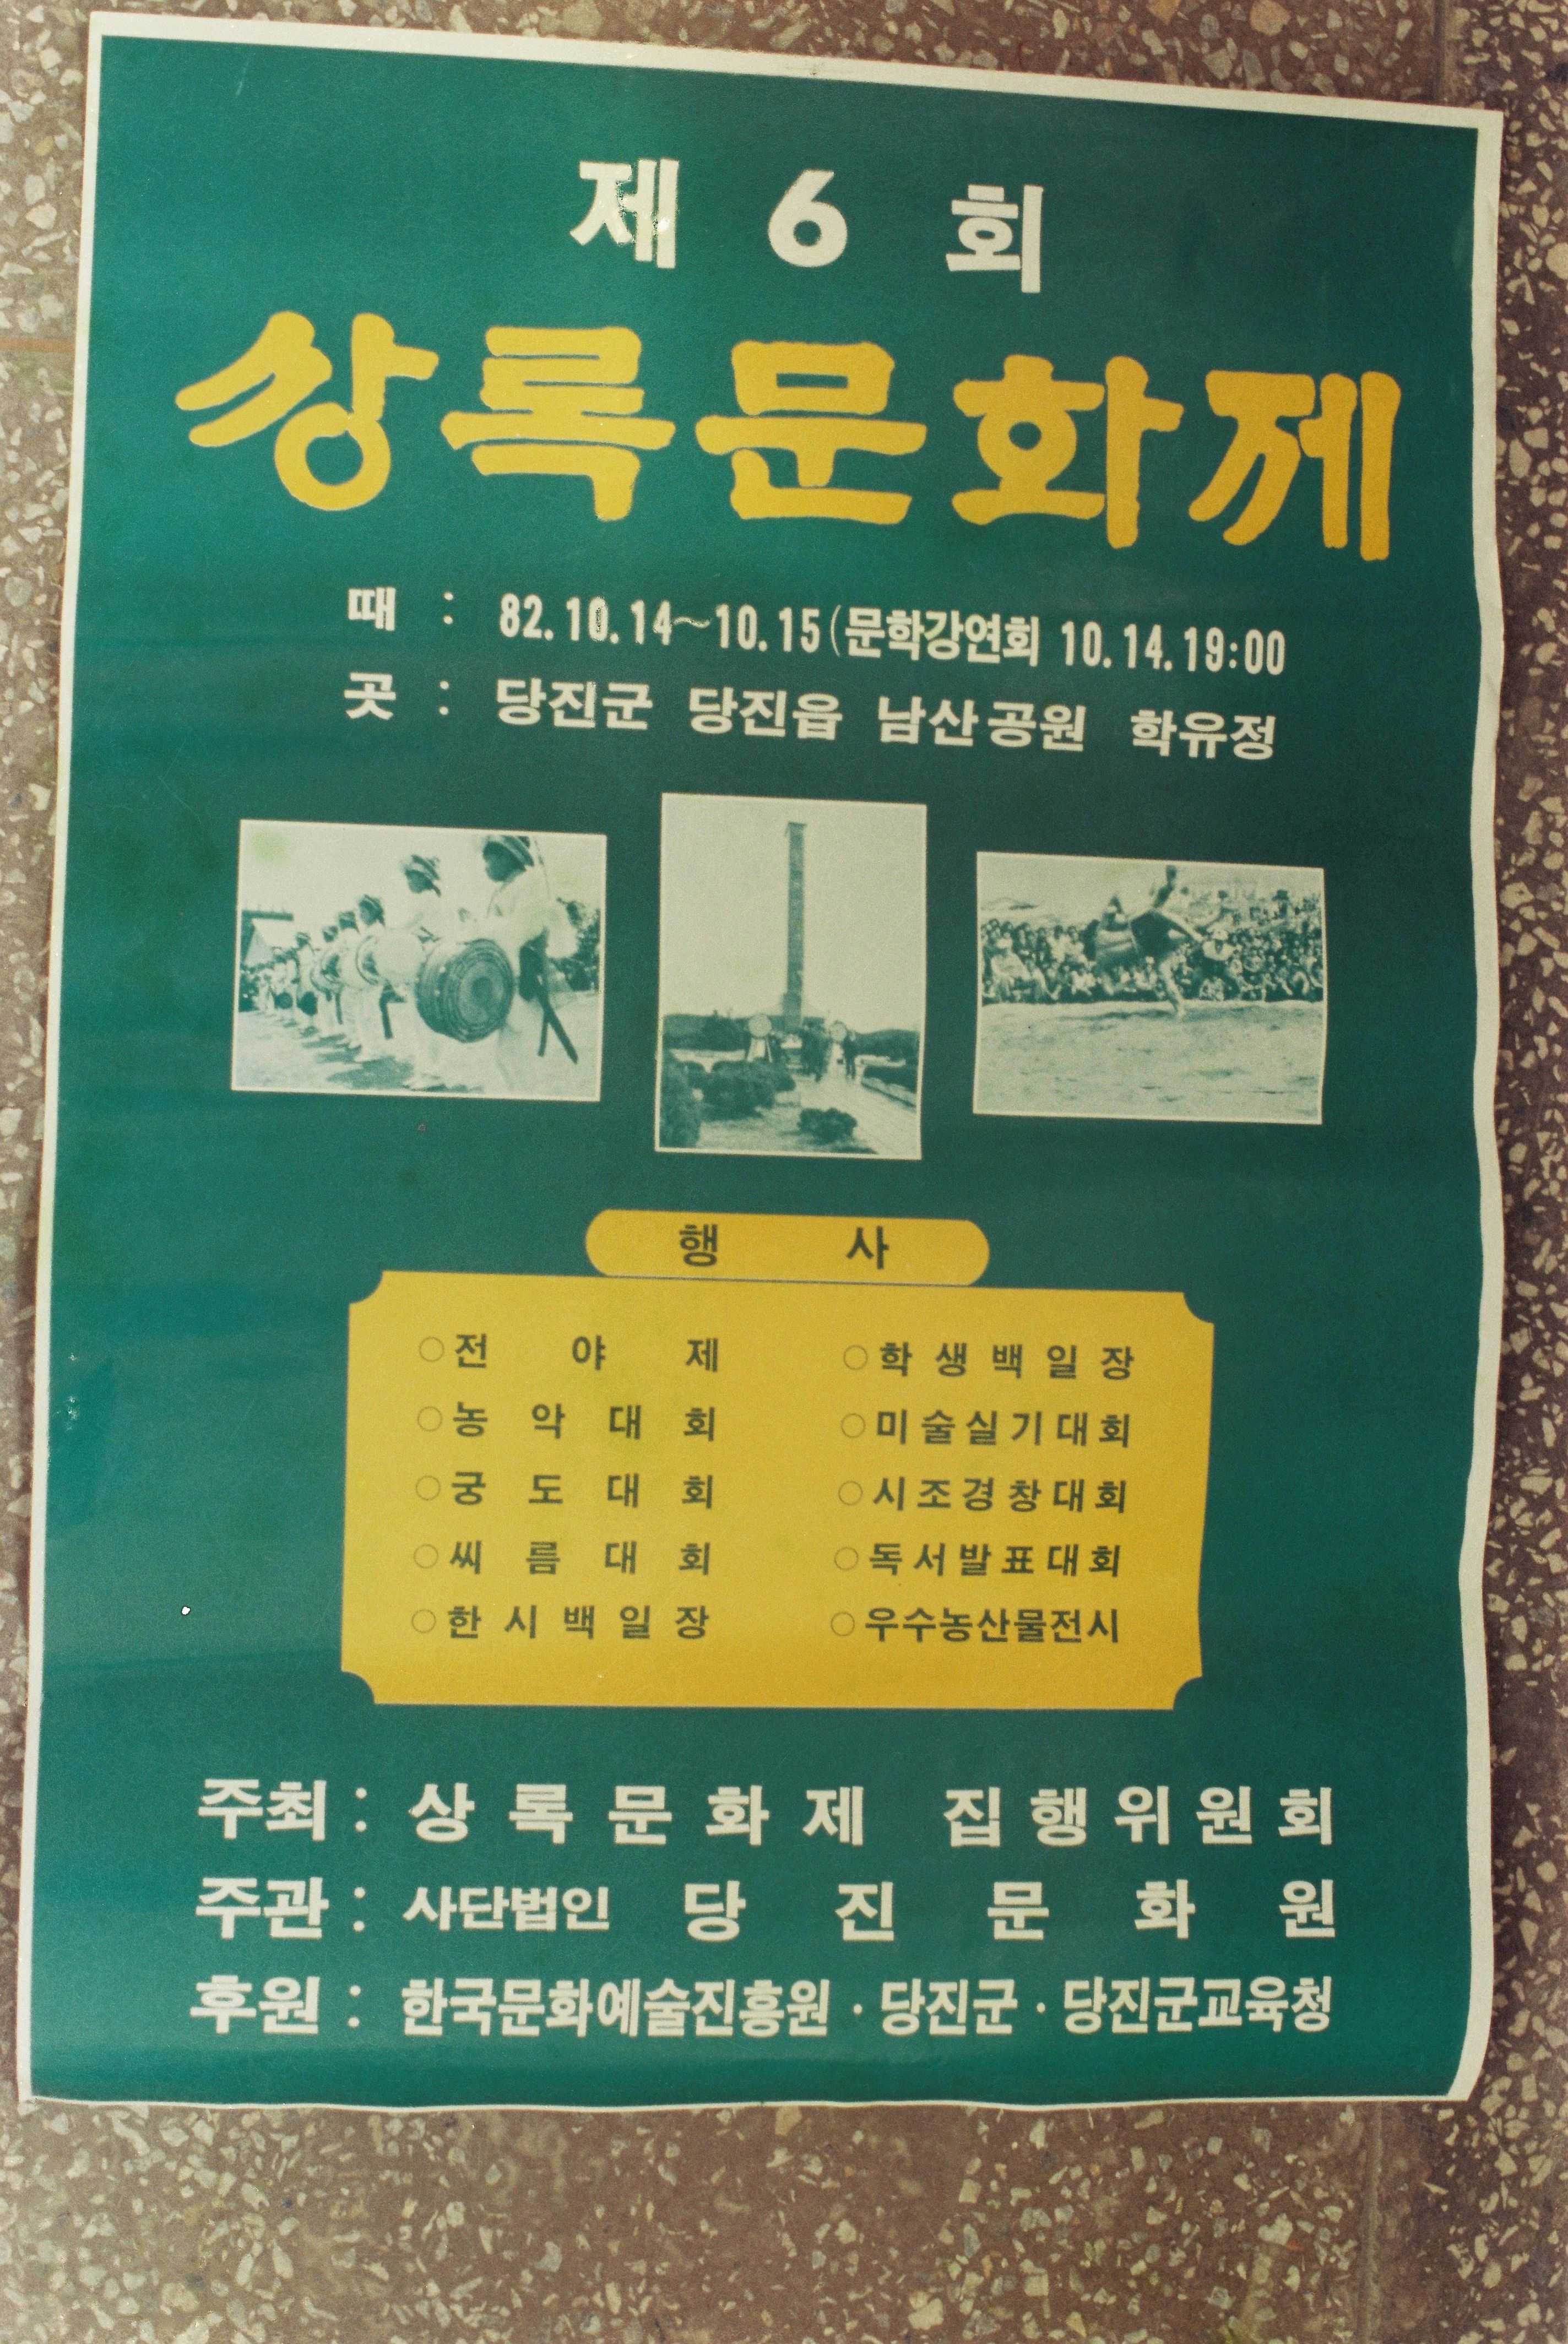 제 6 회
상록문화제
때 : 82. 10. 14~10. 15 (문학강연회 10. 14. 19:00
곳 : 당진군 당진읍 남산공원 학유정
행 사
○전 야 제 ○학생백일장
○농악대회 ○미술실기대회
○궁도대회 ○시조경창대회
○씨름대회 ○독서발표대회
○한시백일장 ○우수농산물전시
주최 : 상록문화제 집행위원회
주관 : 사단법인 당진문화원
후원 : 한국문화예술진흥원 · 당진군 · 당진군교육청